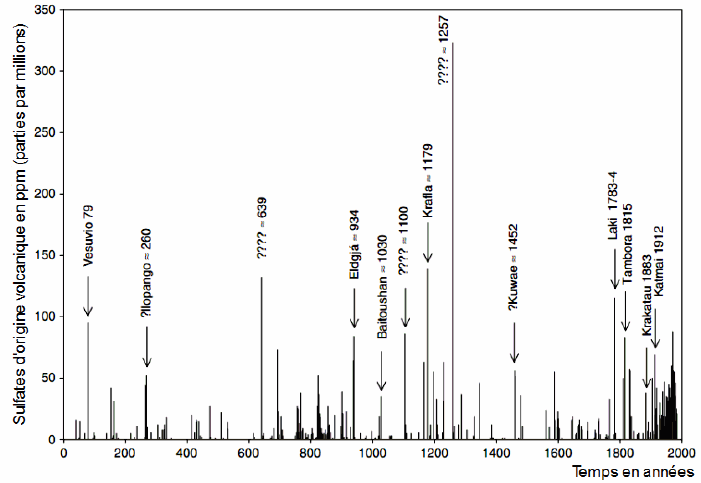 Sulfates d'origine volcanique en ppm (parties par millions)
350
300
250
200
150
100
50
0
Vesuvio 79
?Ilopango ≈ 260
???? ≈ 639
Eldgjá ≈ 934
Baitoushan ≈ 1030
???? ≈ 1100
Krafla ≈ 1179
???? ≈ 1257
?Kuwae ≈ 1452
Laki 1783-4
Tambora 1815
Krakatau 1883
Katmai 1912
0 200 400 600 800 1000 1200 1400 1600 1800 2000
Temps en années